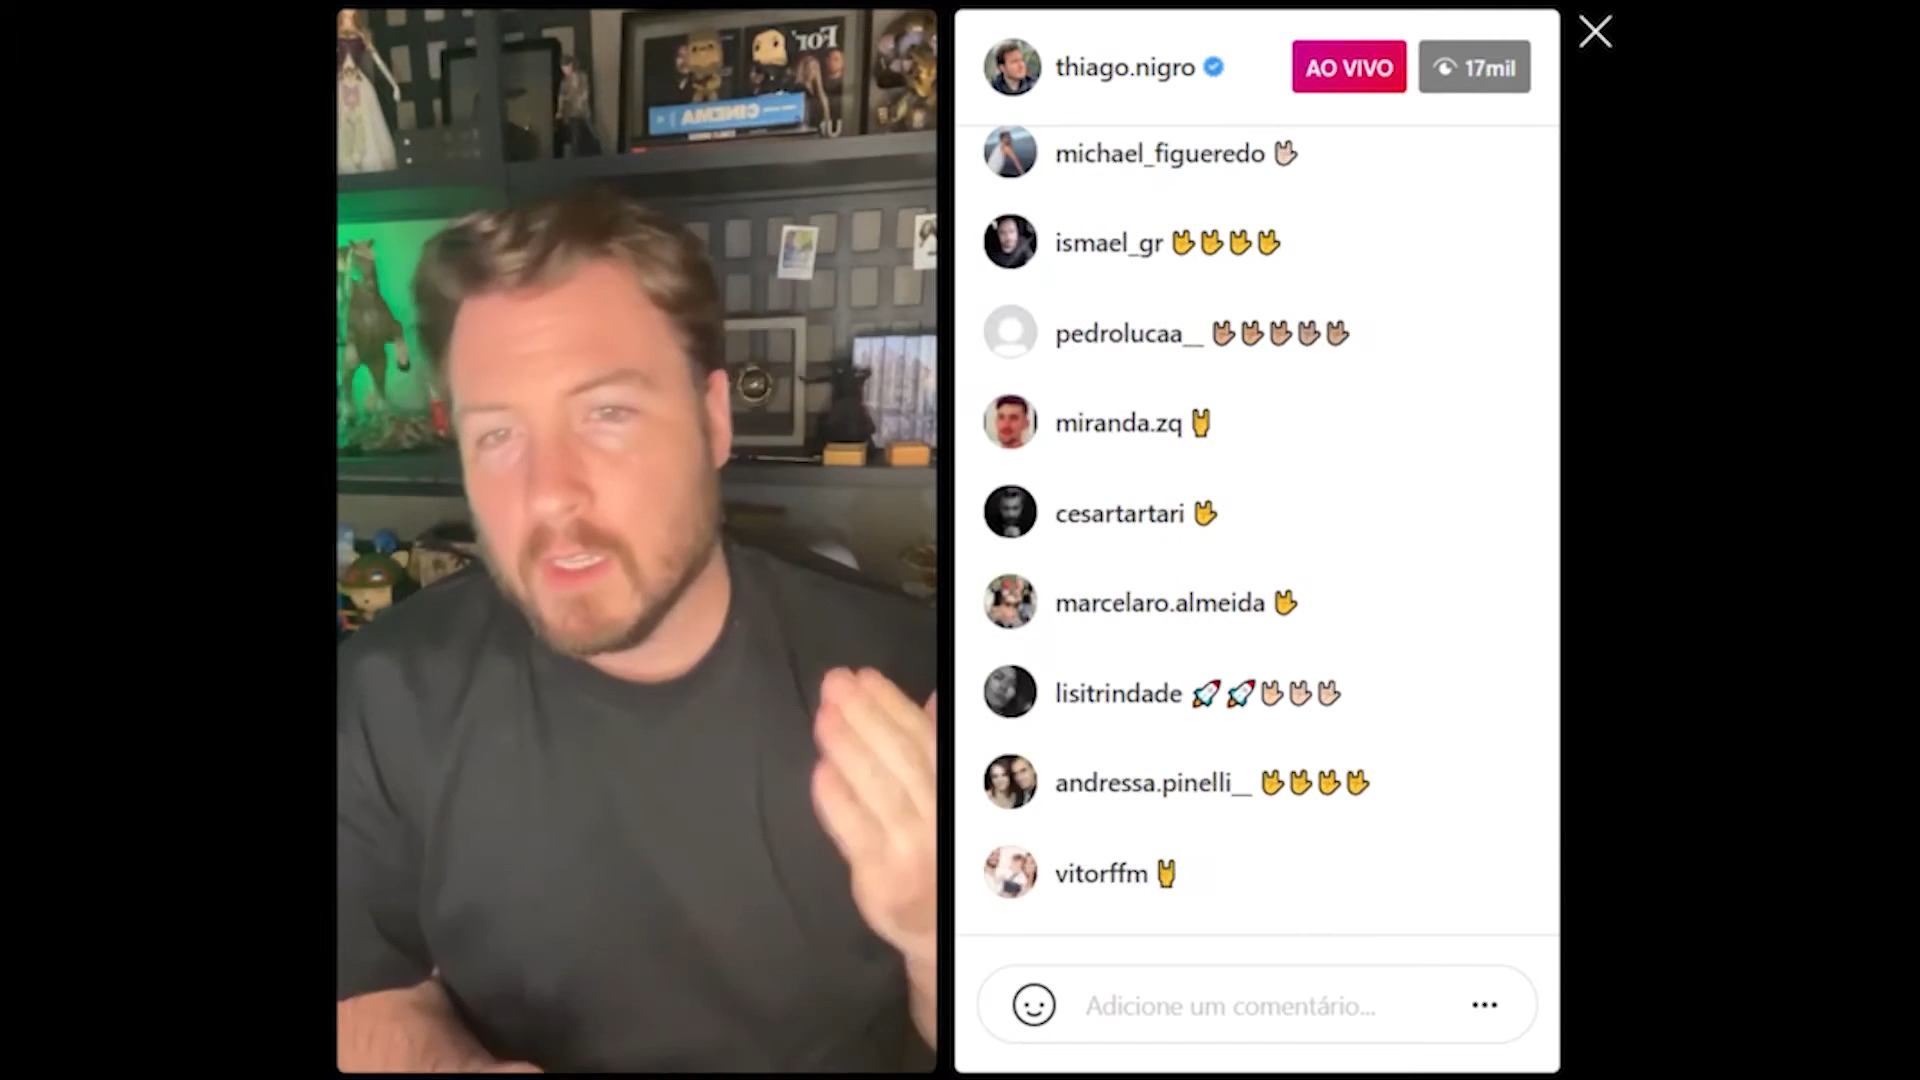 thiago.nigro
AO VIVO
17mil
michael_figueredo 🤟🏻
ismael_gr 🤟🤟🤟🤟
pedrolucaa__ 🤟🏽🤟🏽🤟🏽🤟🏽🤟🏽
miranda.zq 🤘
cesartartari 🤟
marcelaro.almeida 🤟
lisitrindade 🚀🚀🤟🏻🤟🏻🤟🏻
andressa.pinelli__ 🤟🤟🤟🤟
vitorffm 🤘
Adicione um comentário...
CINEMA